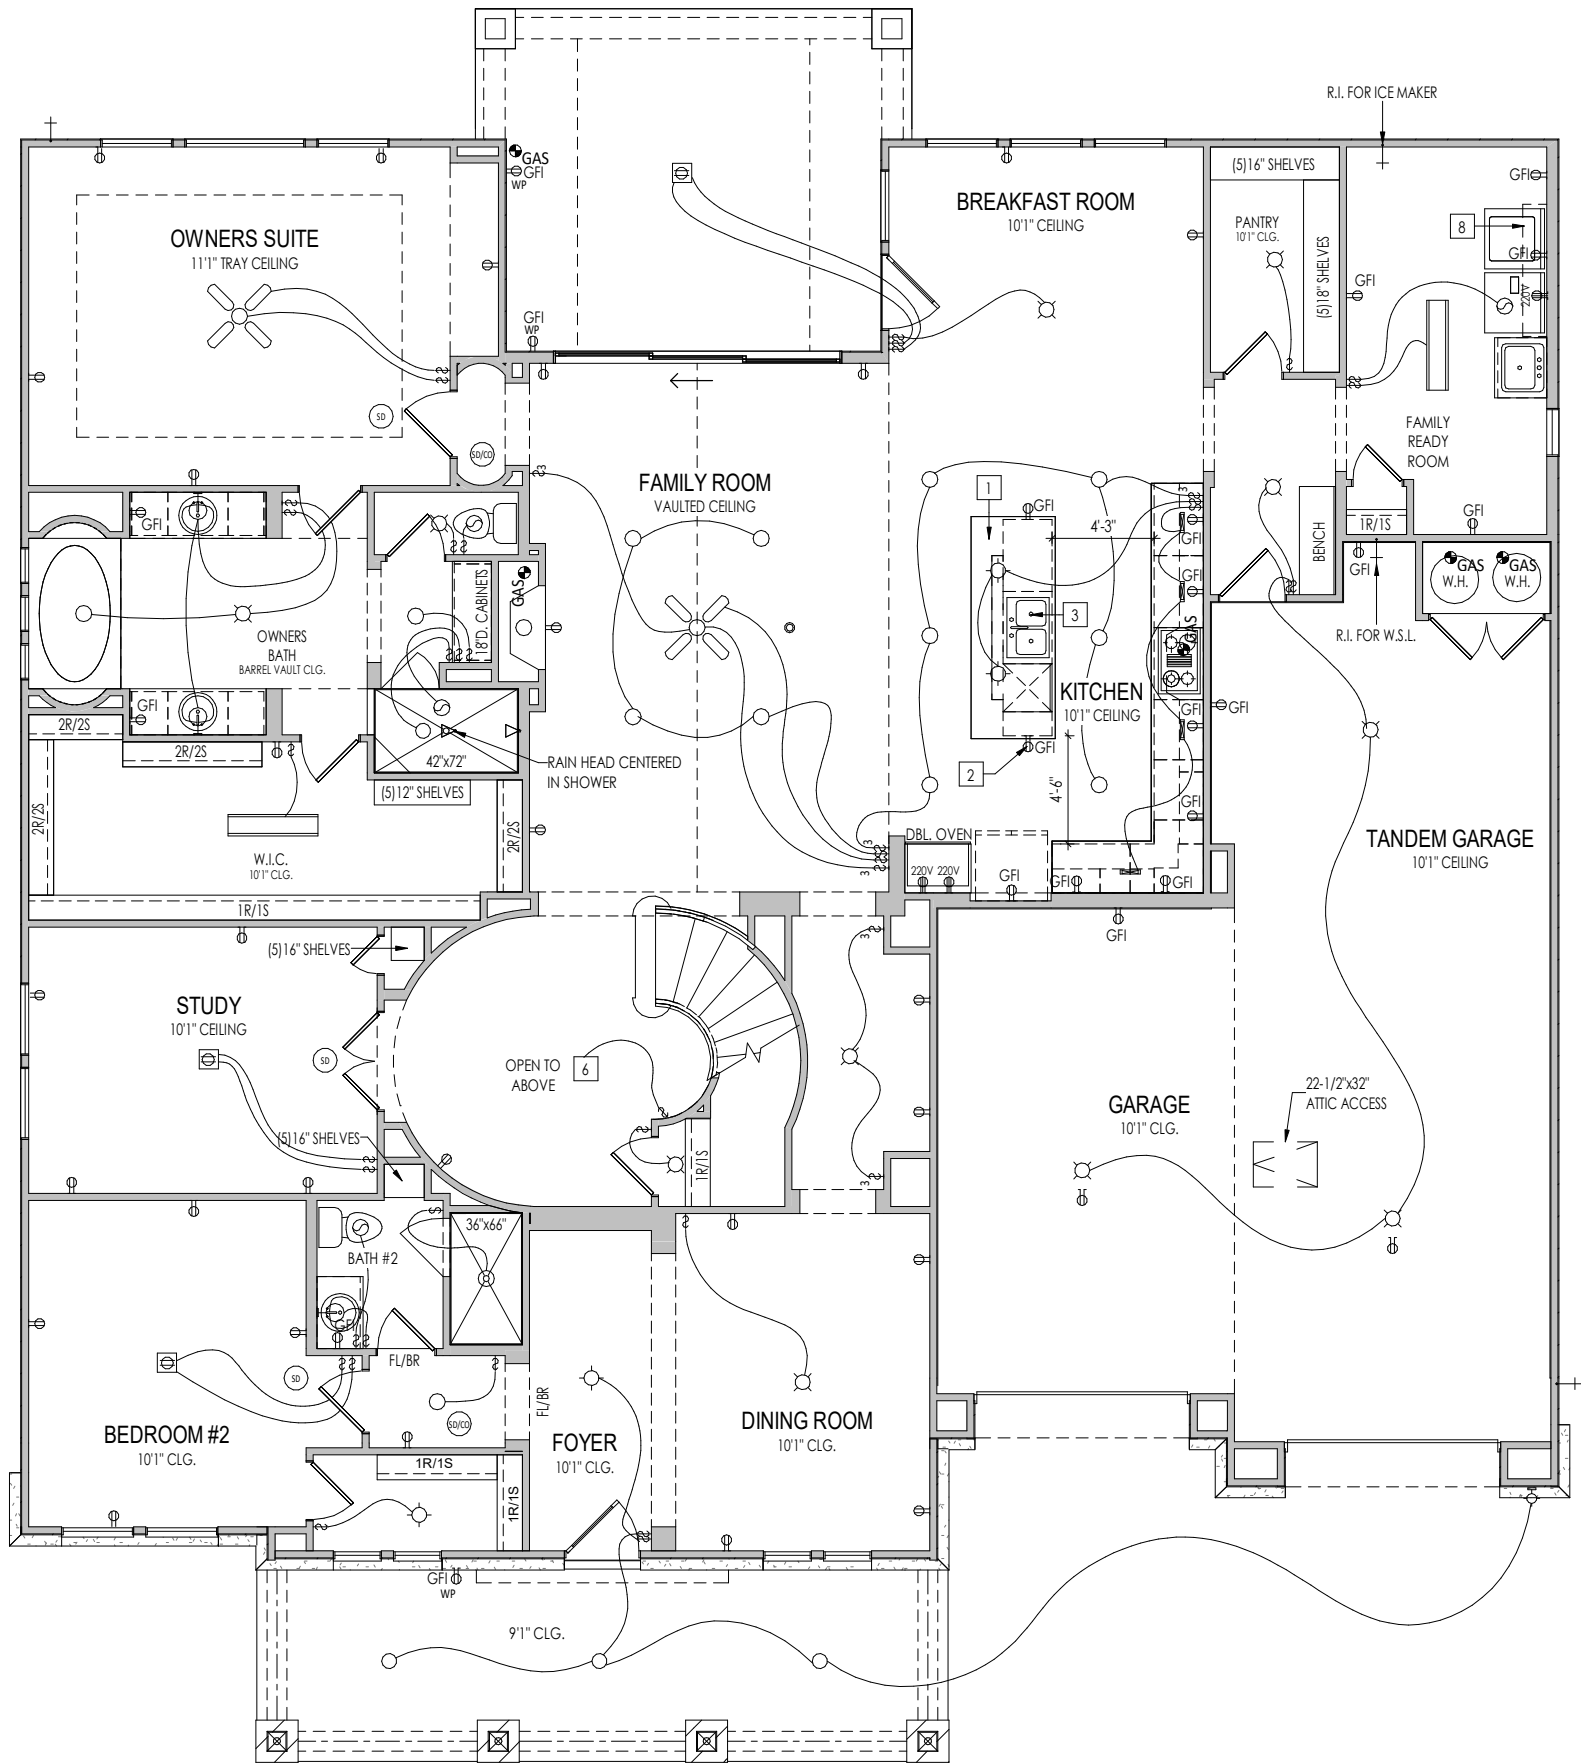 R.I. FOR ICE MAKER
GAS
GFI
WP
(5)16" SHELVES
GFI
OWNERS SUITE
11'1" TRAY CEILING
BREAKFAST ROOM
10'1" CEILING
PANTRY
10'1" CLG.
(5)18" SHELVES
8
GFI
GFI
220V
GFI
WP
SD
SD/CO
FAMILY
READY
ROOM
FAMILY ROOM
VAULTED CEILING
3
1
GFI
4'-3"
3
GFI
GFI
1R/1S
GFI
BENCH
GFI
GAS
W.H.
GAS
W.H.
R.I. FOR W.S.L.
GFI
18"D. CABINETS
GAS
3
GAS
OWNERS
BATH
BARREL VAULT CLG.
GFI
KITCHEN
10'1" CEILING
GFI
GFI
2R/2S
2R/2S
42"x72"
RAIN HEAD CENTERED
IN SHOWER
(5)12" SHELVES
2
GFI
4'-6"
GFI
2R/2S
2R/2S
W.I.C.
10'1" CLG.
1R/1S
DBL. OVEN
220V 220V
3
3
GFI
GFI
GFI
TANDEM GARAGE
10'1" CEILING
GFI
(5)16" SHELVES
3
STUDY
10'1" CEILING
SD
OPEN TO
ABOVE
6
22-1/2"x32"
ATTIC ACCESS
GARAGE
10'1" CLG.
(5)16" SHELVES
1R/1S
3
36"x66"
BATH #2
GFI
FL/BR
SD
FL/BR
SD/CO
BEDROOM #2
10'1" CLG.
FOYER
10'1" CLG.
DINING ROOM
10'1" CLG.
1R/1S
1R/1S
GFI
WP
9'1" CLG.